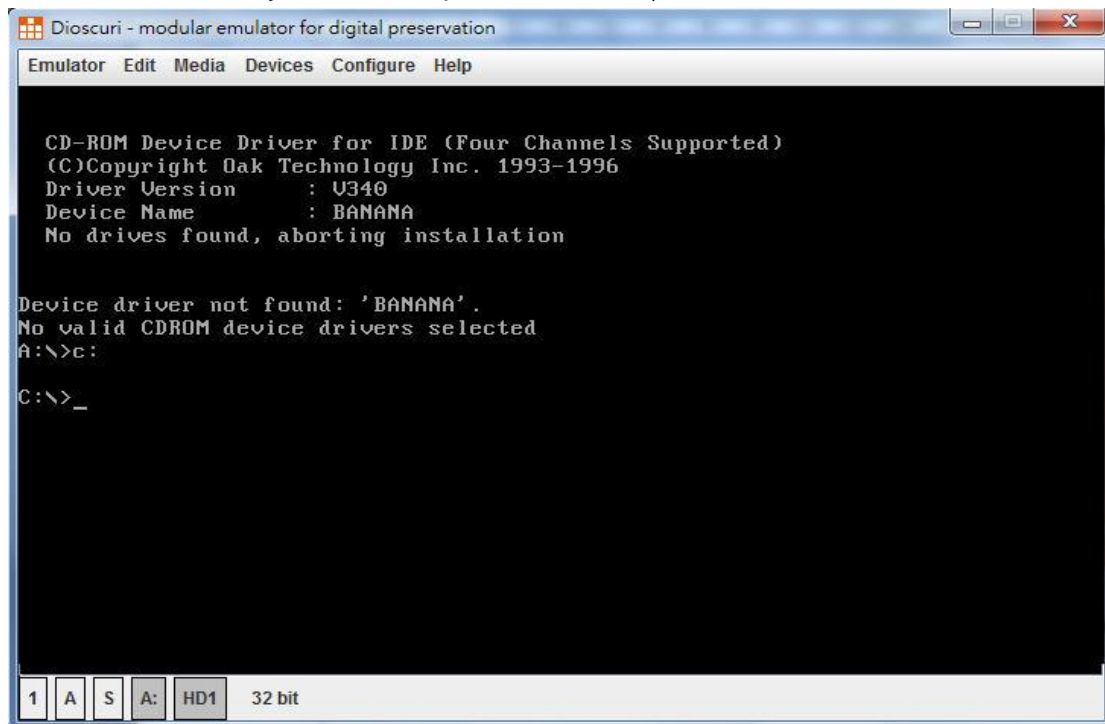 Dioscuri - modular emulator for digital preservation
Emulator Edit Media Devices Configure Help
CD-ROM Device Driver for IDE (Four Channels Supported)
(C)Copyright Oak Technology Inc. 1993-1996
Driver Version : V340
Device Name : BANANA
No drives found, aborting installation
Device driver not found: 'BANANA'.
No valid CDROM device drivers selected
A:\>c:
C:\>_
1 A S A: HD1 32 bit